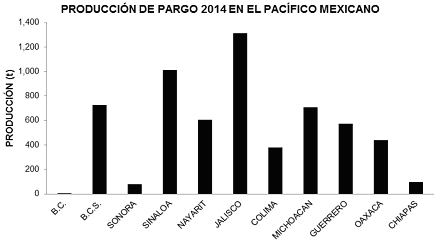 PRODUCCIÓN DE PARGO 2014 EN EL PACÍFICO MEXICANO
PRODUCCIÓN (t)
1,400
1,200
1,000
800
600
400
200
0
B.C.
B.C.S.
SONORA
SINALOA
NAYARIT
JALISCO
COLIMA
MICHOACAN
GUERRERO
OAXACA
CHIAPAS